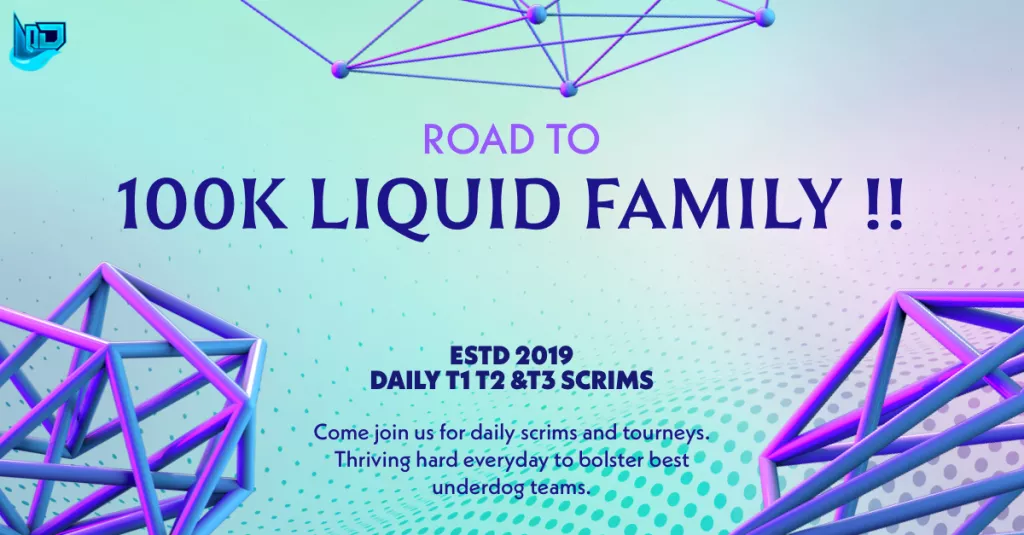 ROAD TO
100K LIQUID FAMILY !!
ESTD 2019
DAILY T1 T2 &T3 SCRIMS
Come join us for daily scrims and tourneys.
Thriving hard everyday to bolster best
underdog teams.